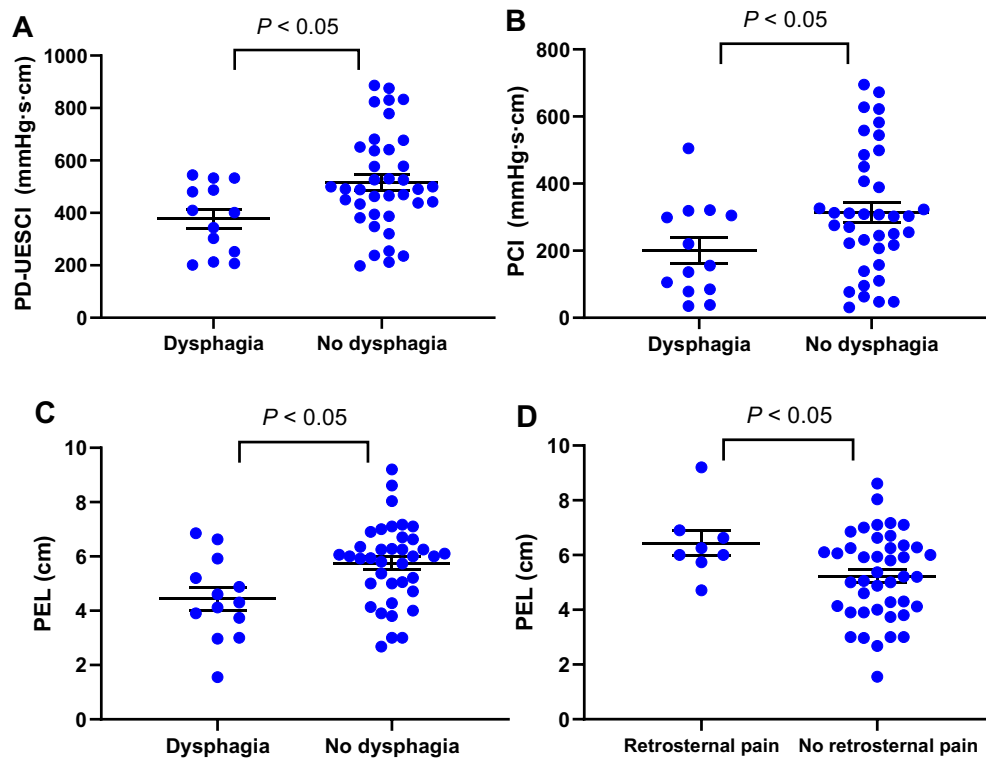 A
P < 0.05
PD-UESCI (mmHg·s·cm)
1000
800
600
400
200
0
Dysphagia
No dysphagia
B
P < 0.05
PCI (mmHg·s·cm)
800
600
400
200
0
Dysphagia
No dysphagia
C
P < 0.05
PEL (cm)
10
8
6
4
2
0
Dysphagia
No dysphagia
D
P < 0.05
PEL (cm)
10
8
6
4
2
0
Retrosternal pain
No retrosternal pain